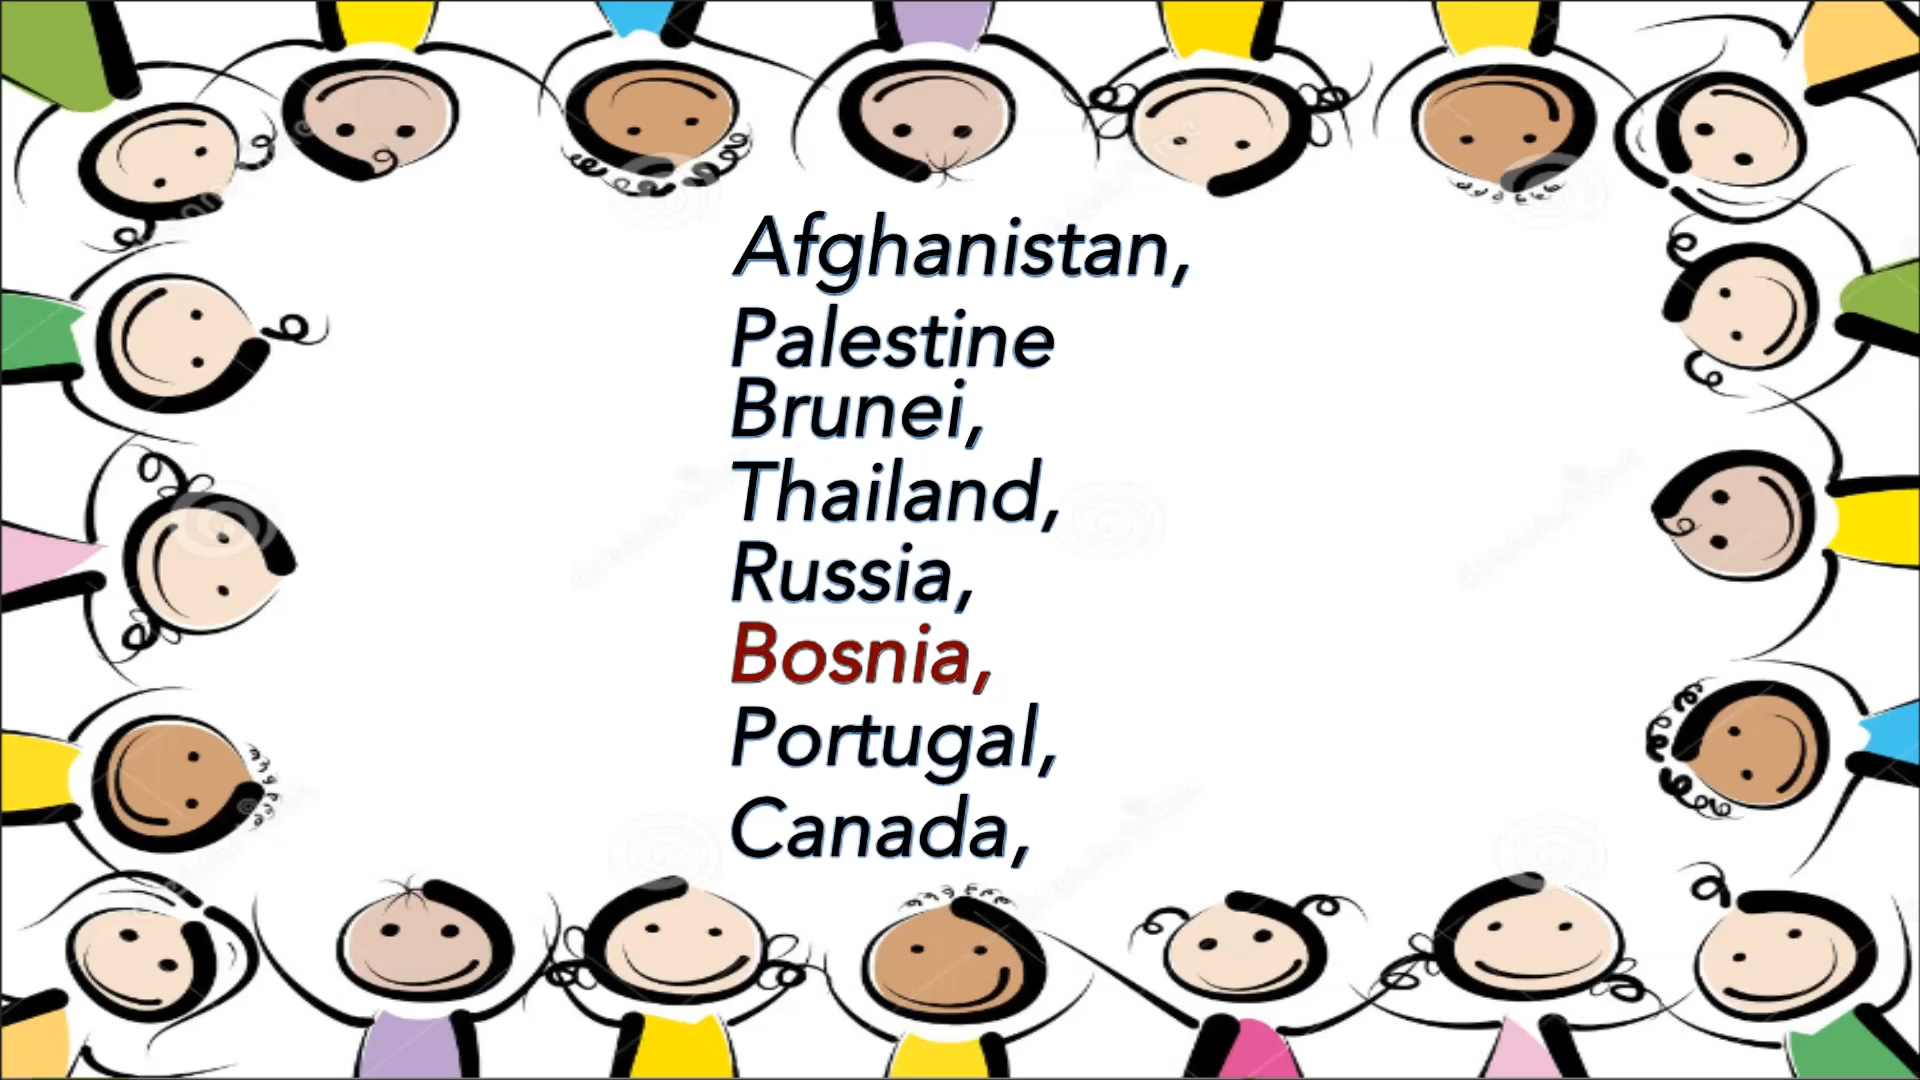 Afghanistan,
Palestine
Brunei,
Thailand,
Russia,
Bosnia,
Portugal,
Canada,